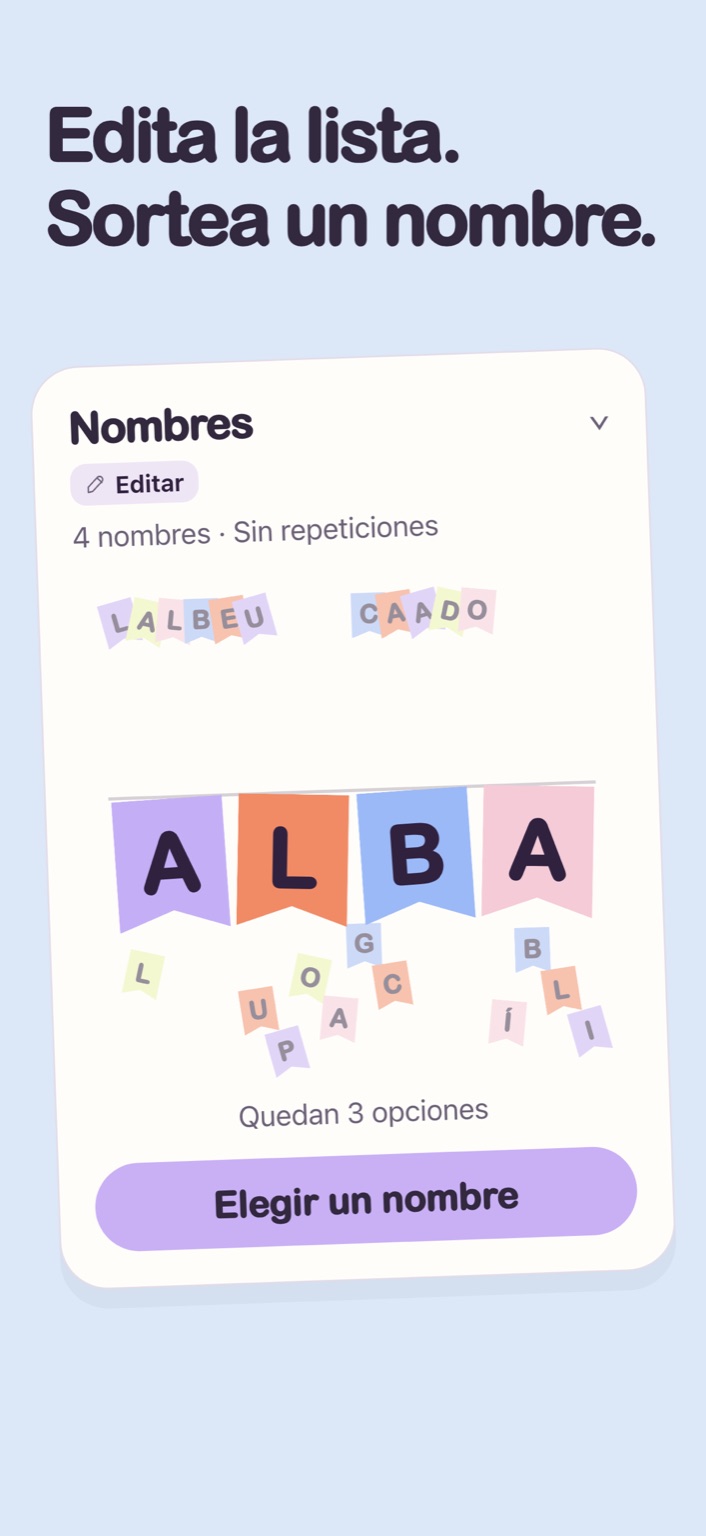 Edita la lista.
Sortea un nombre.
Nombres
Editar
4 nombres · Sin repeticiones
LALBEU CAADO
ALBA
G
B
L
O
C
L
U
A
Í
I
P
Quedan 3 opciones
Elegir un nombre